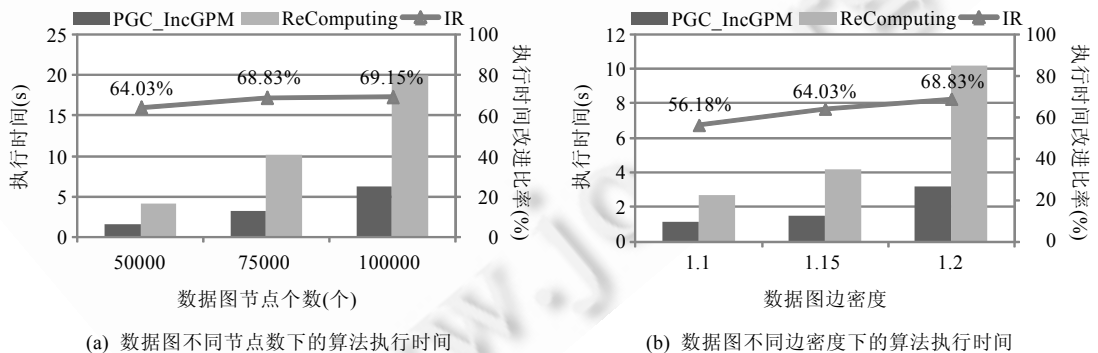 PGC_IncGPM ReComputing IR
25
20
15
10
5
0
执行时间(s)
64.03%
68.83%
69.15%
100
80
60
40
20
0
执行时间改进比率(%)
50000 75000 100000
数据图节点个数(个)
(a) 数据图不同节点数下的算法执行时间
PGC_IncGPM ReComputing IR
12
10
8
6
4
2
0
执行时间(s)
56.18%
64.03%
68.83%
100
80
60
40
20
0
执行时间改进比率(%)
1.1 1.15 1.2
数据图边密度
(b) 数据图不同边密度下的算法执行时间